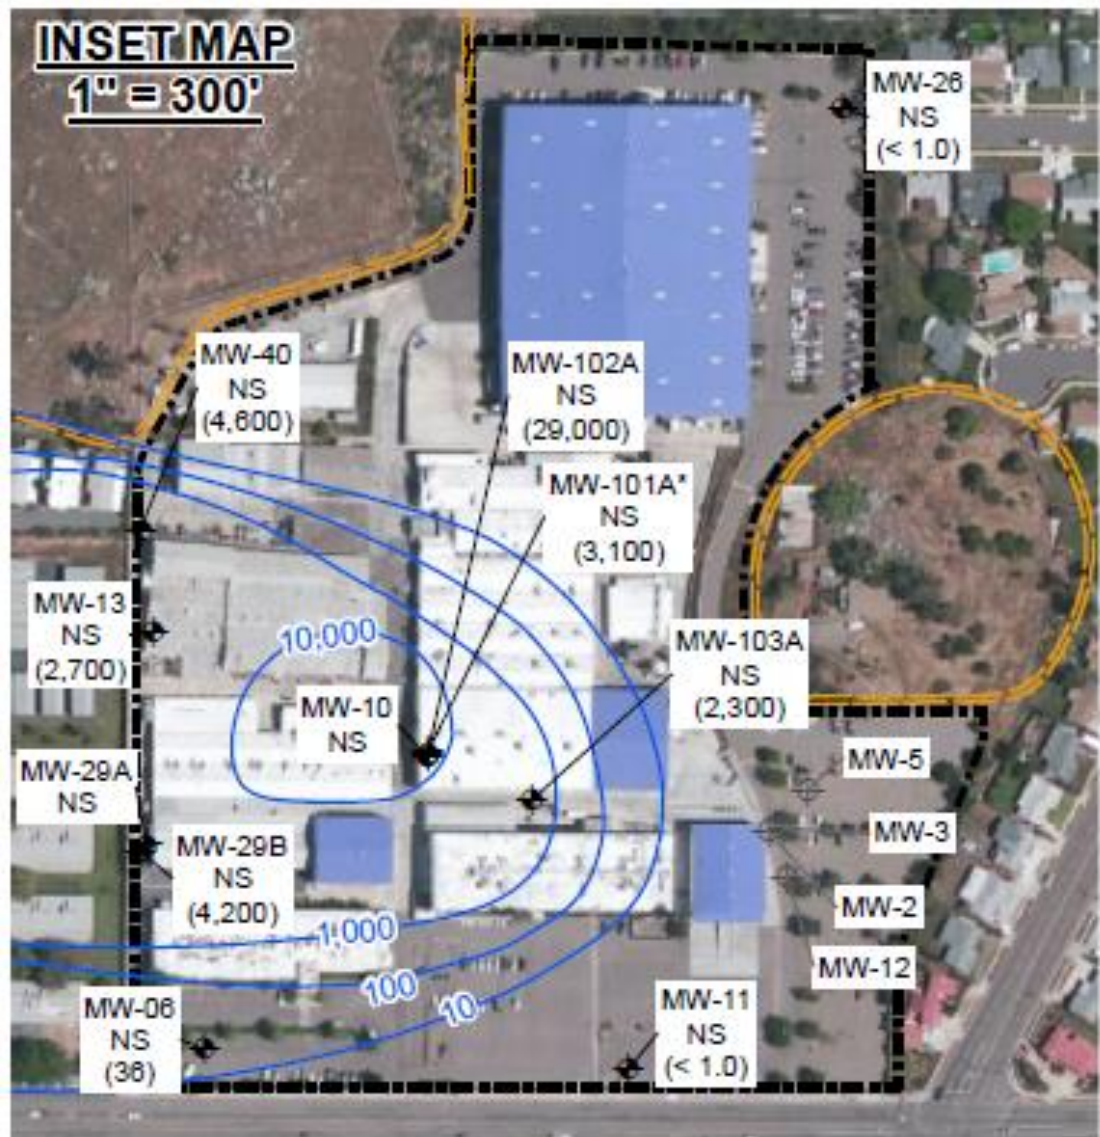 INSET MAP
1" = 300'
MW-26
NS
(< 1.0)
MW-40
NS
(4,600)
MW-102A
NS
(29,000)
MW-101A*
NS
(3,100)
MW-13
NS
(2,700)
10,000
MW-103A
NS
(2,300)
MW-10
NS
MW-5
MW-29A
NS
MW-3
MW-29B
NS
(4,200)
MW-2
1,000
MW-12
100
10
MW-06
NS
(36)
MW-11
NS
(< 1.0)